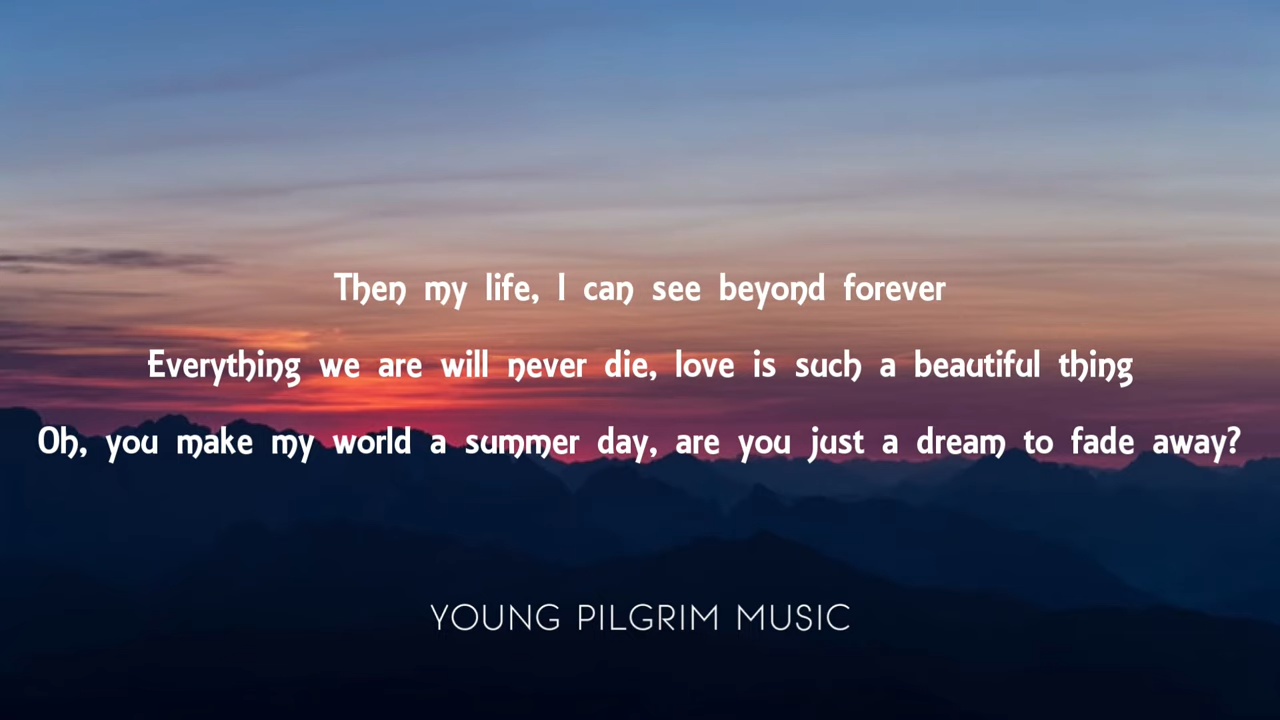 Then my life, I can see beyond forever
Everything we are will never die, love is such a beautiful thing
Oh, you make my world a summer day, are you just a dream to fade away?
YOUNG PILGRIM MUSIC